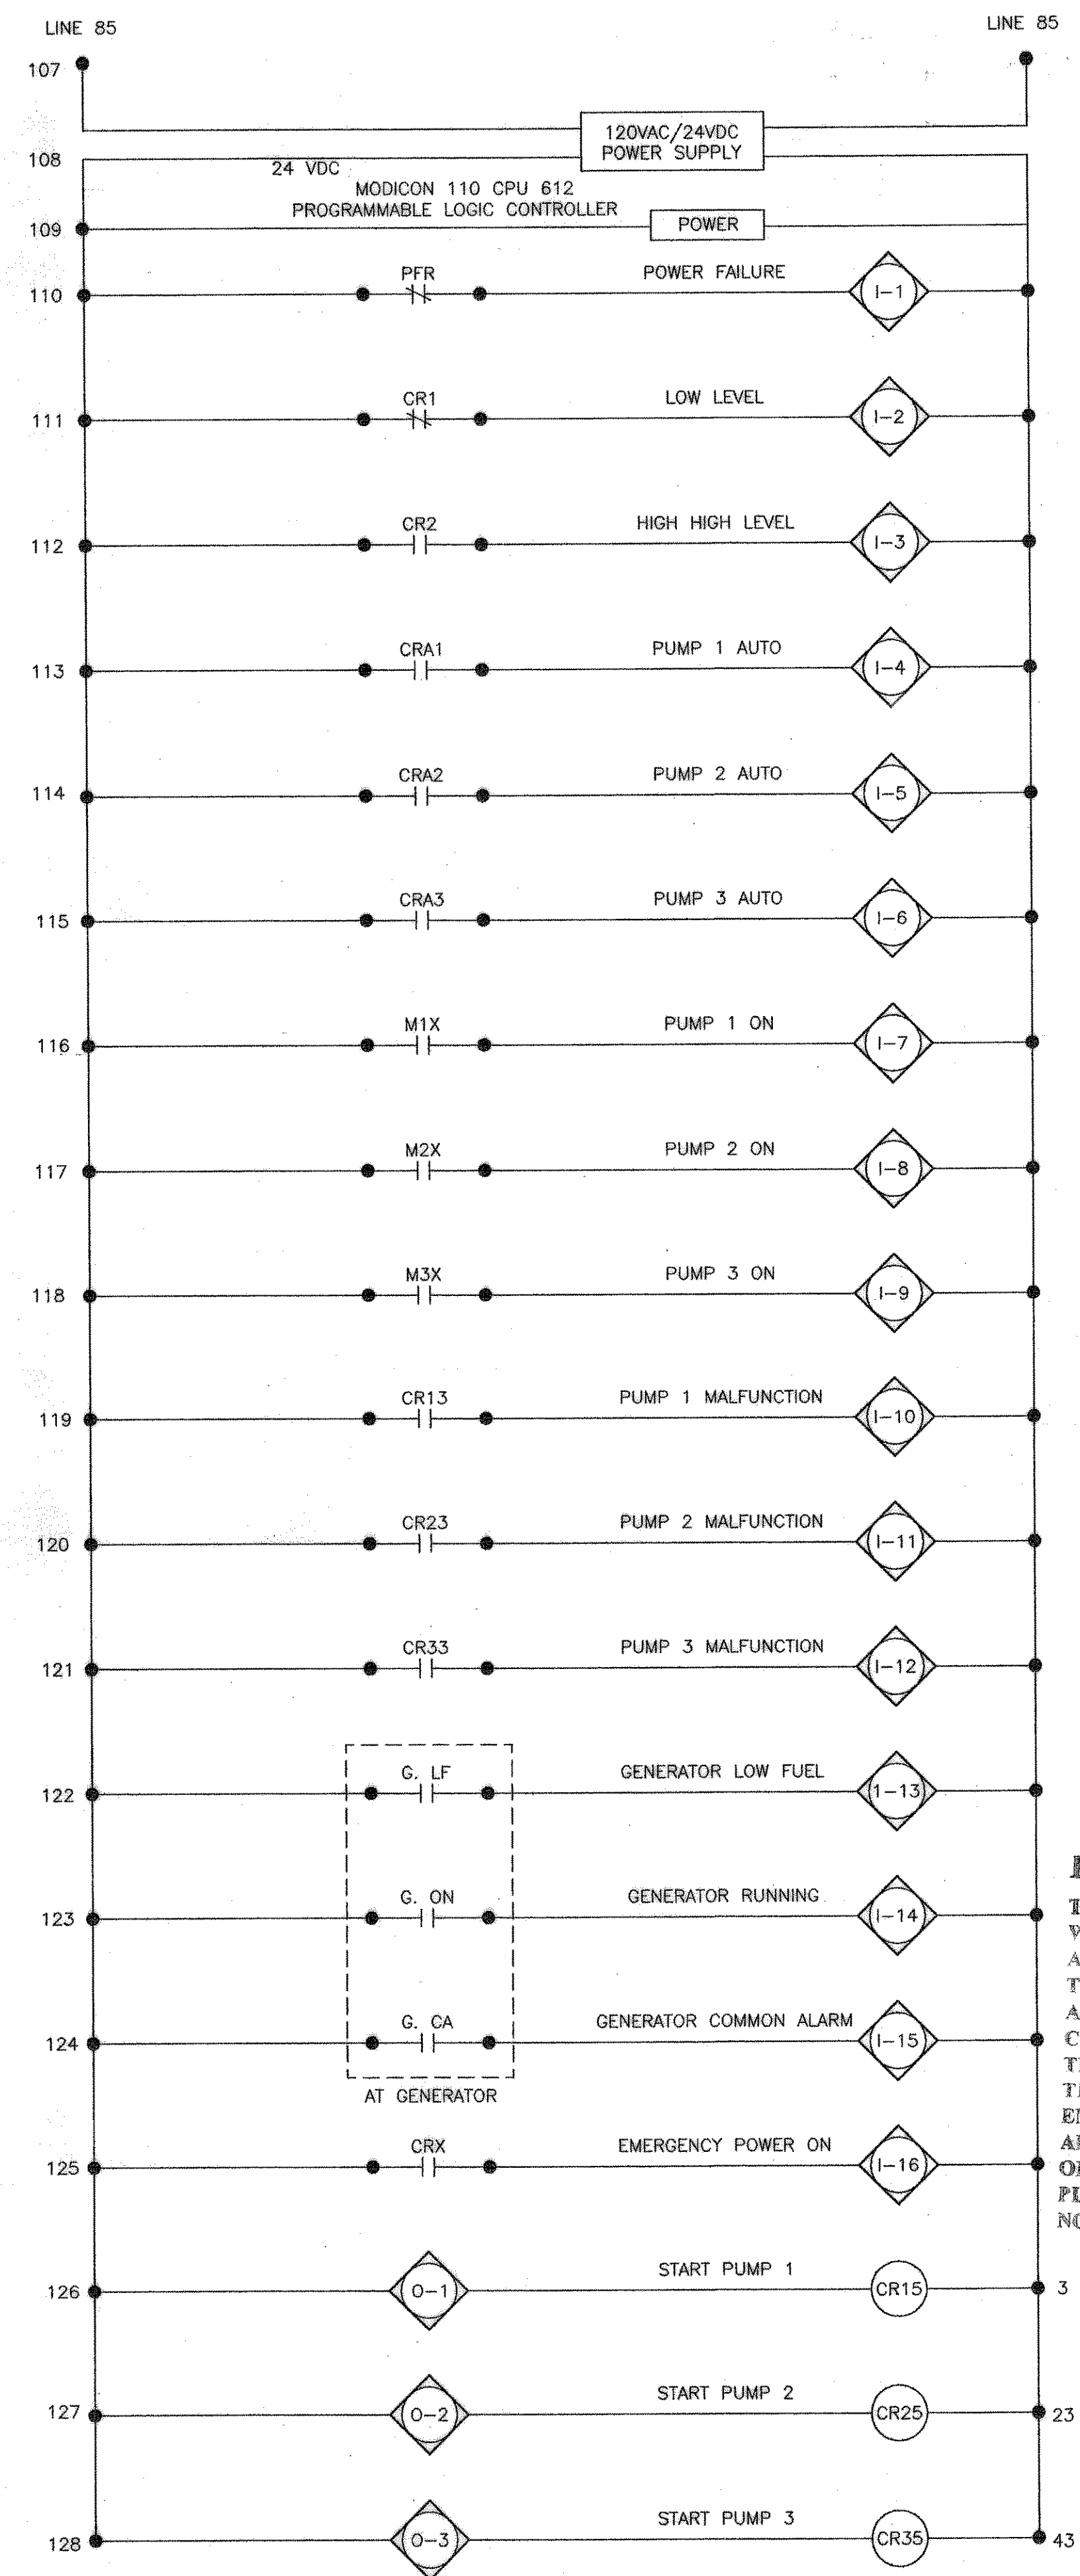 LINE 85 LINE 85
107
120VAC/24VDC
POWER SUPPLY
108
24 VDC
MODICON 110 CPU 612
PROGRAMMABLE LOGIC CONTROLLER
109 POWER
110 PFR POWER FAILURE I-1
111 CR1 LOW LEVEL I-2
112 CR2 HIGH HIGH LEVEL I-3
113 CRA1 PUMP 1 AUTO I-4
114 CRA2 PUMP 2 AUTO I-5
115 CRA3 PUMP 3 AUTO I-6
116 M1X PUMP 1 ON I-7
117 M2X PUMP 2 ON I-8
118 M3X PUMP 3 ON I-9
119 CR13 PUMP 1 MALFUNCTION I-10
120 CR23 PUMP 2 MALFUNCTION I-11
121 CR33 PUMP 3 MALFUNCTION I-12
122 G. LF GENERATOR LOW FUEL 1-13
123 G. ON GENERATOR RUNNING I-14
124 G. CA GENERATOR COMMON ALARM I-15
AT GENERATOR
125 CRX EMERGENCY POWER ON I-16
126 O-1 START PUMP 1 CR15 3
127 O-2 START PUMP 2 CR25 23
128 O-3 START PUMP 3 CR35 43